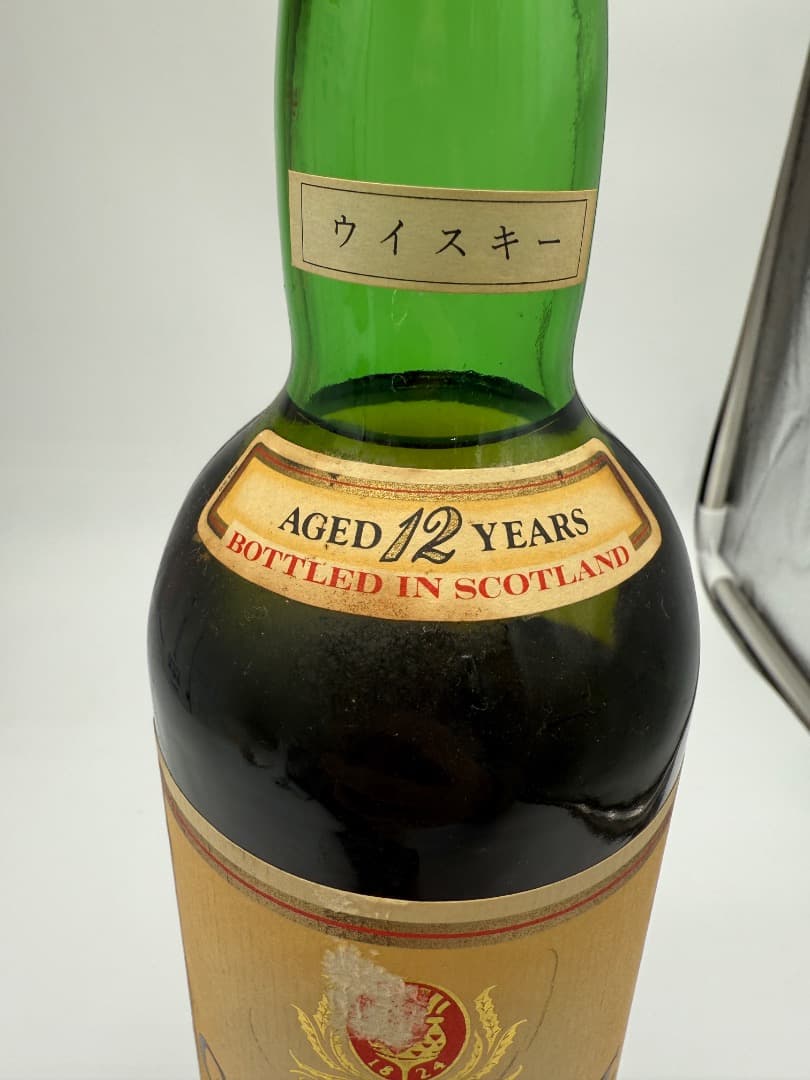 ウイスキー
AGED 12 YEARS
BOTTLED IN SCOTLAND
1824